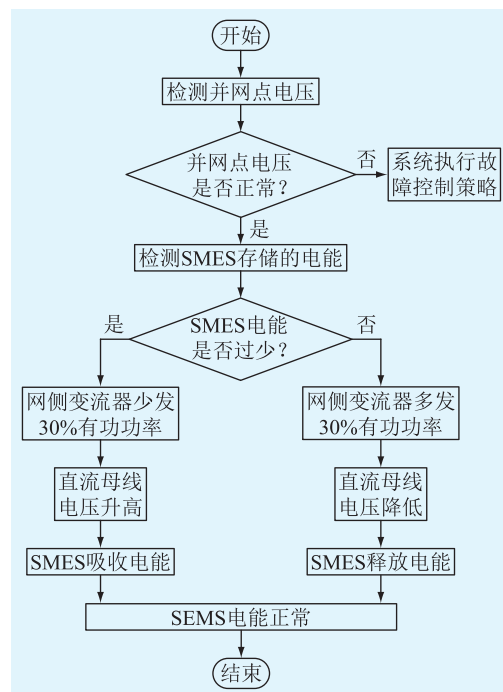 开始
检测并网点电压
并网点电压
是否正常？
否
系统执行故
障控制策略
是
检测SMES存储的电能
SMES电能
是否过少？
是
否
网侧变流器少发
30%有功功率
网侧变流器多发
30%有功功率
直流母线
电压升高
直流母线
电压降低
SMES吸收电能
SMES释放电能
SEMS电能正常
结束